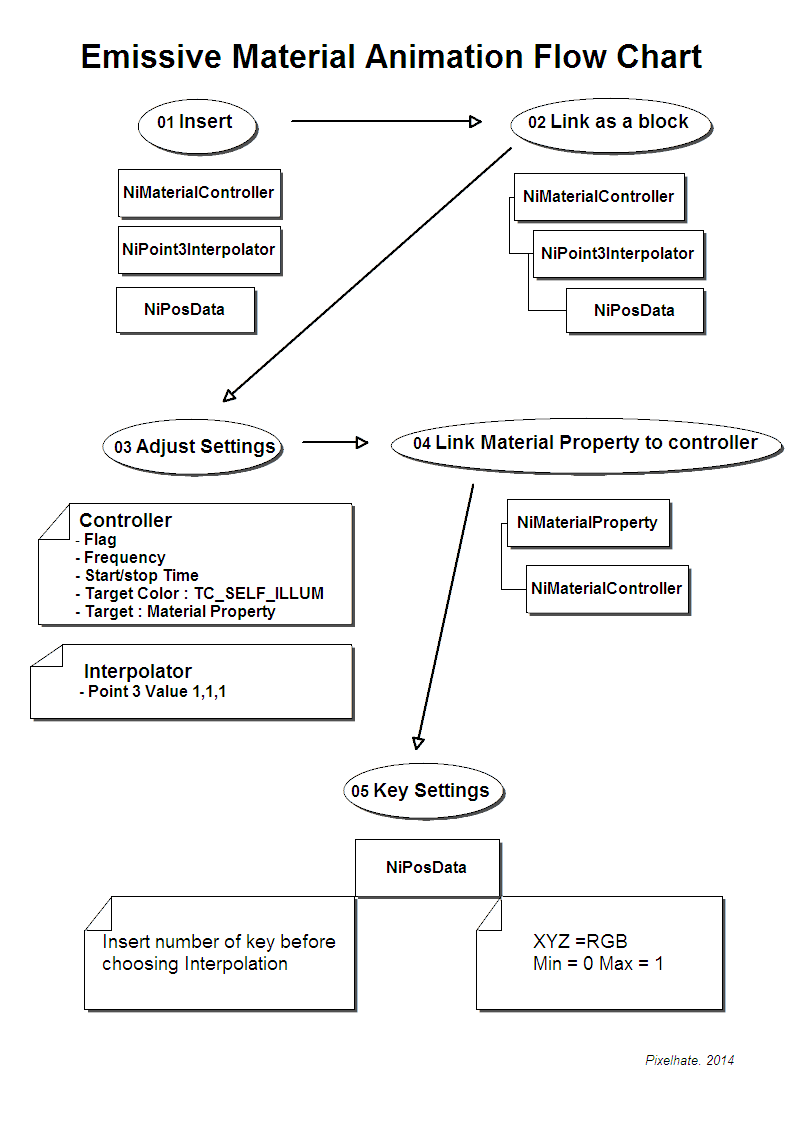 Emissive Material Animation Flow Chart
01 Insert
02 Link as a block
NiMaterialController
NiPoint3Interpolator
NiPosData
NiMaterialController
NiPoint3Interpolator
NiPosData
03 Adjust Settings
04 Link Material Property to controller
Controller
- Flag
- Frequency
- Start/stop Time
- Target Color : TC_SELF_ILLUM
- Target : Material Property
Interpolator
- Point 3 Value 1,1,1
NiMaterialProperty
NiMaterialController
05 Key Settings
NiPosData
Insert number of key before
choosing Interpolation
XYZ =RGB
Min = 0 Max = 1
Pixelhate. 2014